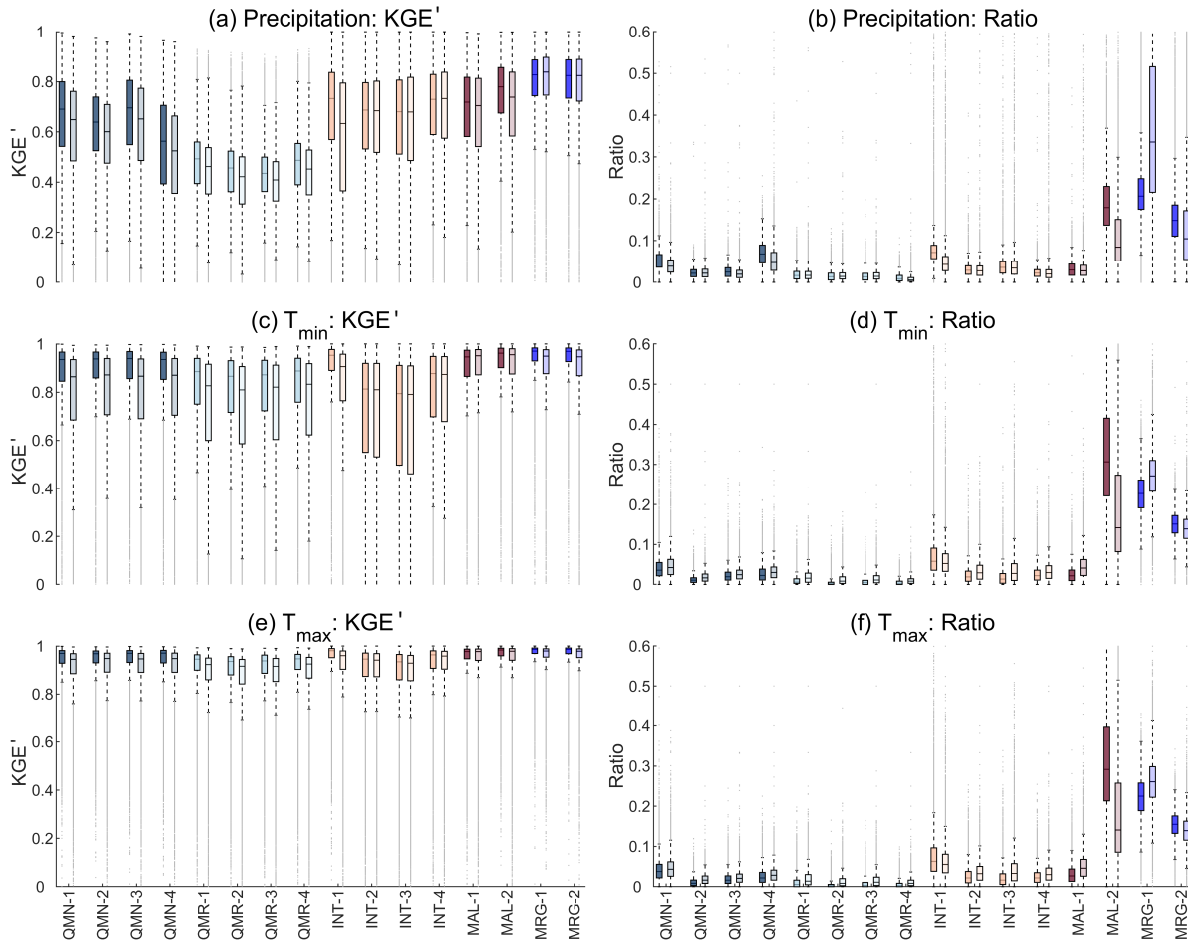 (a) Precipitation: KGE'
(b) Precipitation: Ratio
1
0.8
0.6
0.4
0.2
0
KGE'
0.6
0.5
0.4
0.3
0.2
0.1
0
Ratio
(c) Tmin: KGE'
(d) Tmin: Ratio
1
0.8
0.6
0.4
0.2
0
KGE'
0.6
0.5
0.4
0.3
0.2
0.1
0
Ratio
(e) Tmax: KGE'
(f) Tmax: Ratio
1
0.8
0.6
0.4
0.2
0
KGE'
0.6
0.5
0.4
0.3
0.2
0.1
0
Ratio
QMN-1
QMN-2
QMN-3
QMN-4
QMR-1
QMR-2
QMR-3
QMR-4
INT-1
INT-2
INT-3
INT-4
MAL-1
MAL-2
MRG-1
MRG-2
QMN-1
QMN-2
QMN-3
QMN-4
QMR-1
QMR-2
QMR-3
QMR-4
INT-1
INT-2
INT-3
INT-4
MAL-1
MAL-2
MRG-1
MRG-2